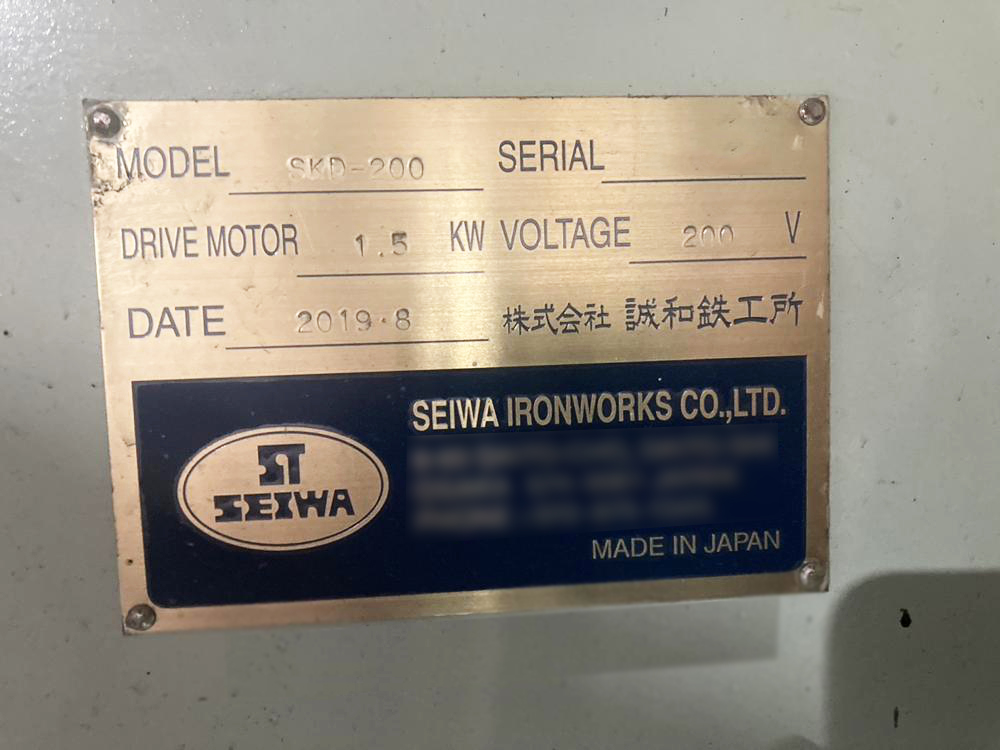 MODEL SKD-200 SERIAL
DRIVE MOTOR 1.5 KW VOLTAGE 200 V
DATE 2019・8 株式会社 誠和鉄工所
SEIWA IRONWORKS CO.,LTD.
ST
SEIWA
MADE IN JAPAN